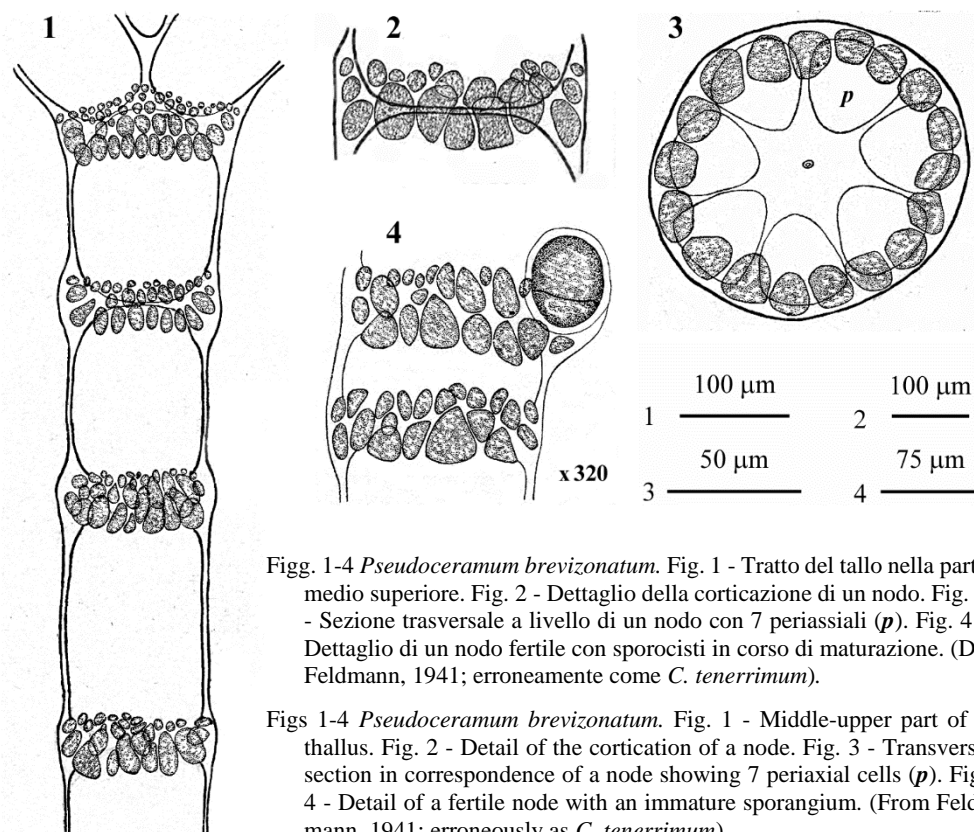 1
2
3
p
4
x 320
100 µm
100 µm
1
2
50 µm
75 µm
3
4
Figg. 1-4 Pseudoceramum brevizonatum. Fig. 1 - Tratto del tallo nella part
medio superiore. Fig. 2 - Dettaglio della corticazione di un nodo. Fig.
- Sezione trasversale a livello di un nodo con 7 periassiali (p). Fig. 4
Dettaglio di un nodo fertile con sporocisti in corso di maturazione. (D
Feldmann, 1941; erroneamente come C. tenerrimum).
Figs 1-4 Pseudoceramum brevizonatum. Fig. 1 - Middle-upper part of
thallus. Fig. 2 - Detail of the cortication of a node. Fig. 3 - Transvers
section in correspondence of a node showing 7 periaxial cells (p). Fig
4 - Detail of a fertile node with an immature sporangium. (From Feld
mann, 1941; erroneously as C. tenerrimum)